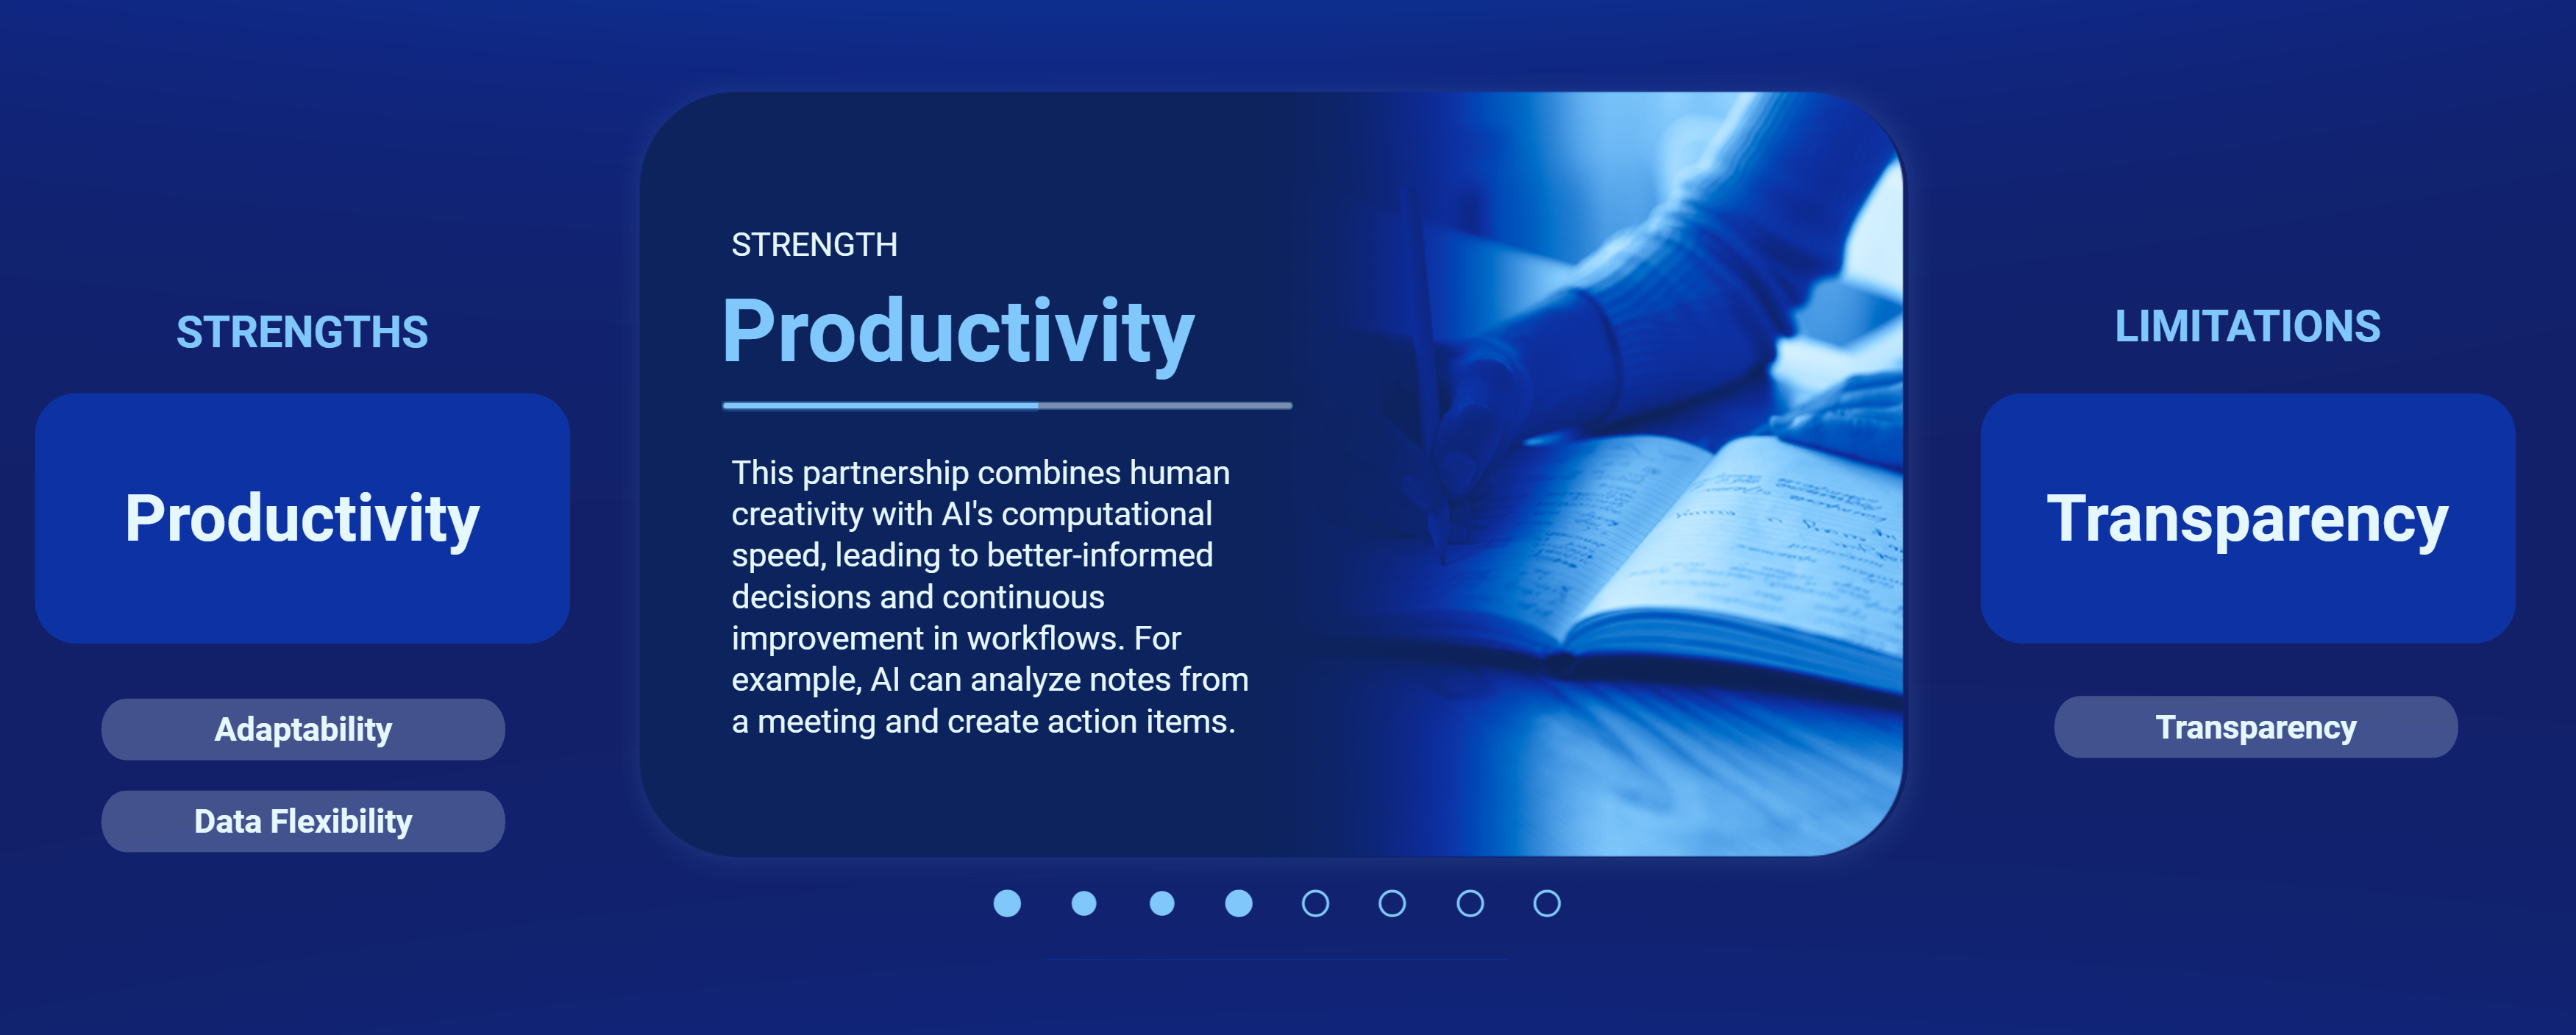 STRENGTHS
Productivity
Adaptability
Data Flexibility
STRENGTH
Productivity
This partnership combines human
creativity with AI's computational
speed, leading to better-informed
decisions and continuous
improvement in workflows. For
example, AI can analyze notes from
a meeting and create action items.
LIMITATIONS
Transparency
Transparency